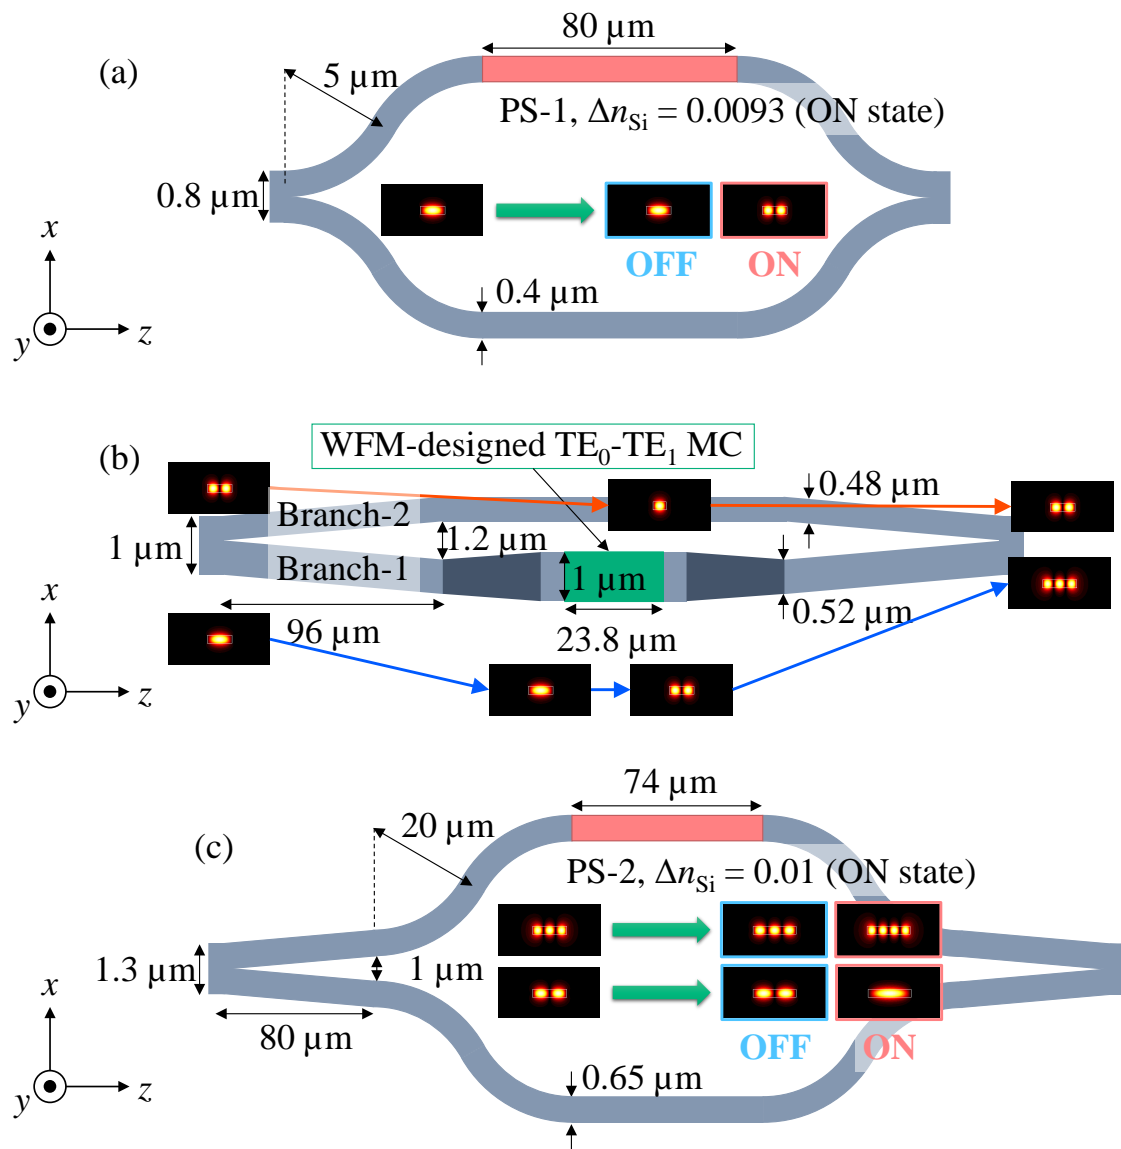 80 µm
(a)
5 µm
PS-1, Δn_Si = 0.0093 (ON state)
0.8 µm
OFF
ON
x
0.4 µm
y
z
WFM-designed TE₀-TE₁ MC
(b)
0.48 µm
Branch-2
1 µm
1.2 µm
Branch-1
1 µm
0.52 µm
96 µm
23.8 µm
x
y
z
74 µm
20 µm
(c)
PS-2, Δn_Si = 0.01 (ON state)
1.3 µm
1 µm
x
80 µm
OFF
ON
0.65 µm
y
z